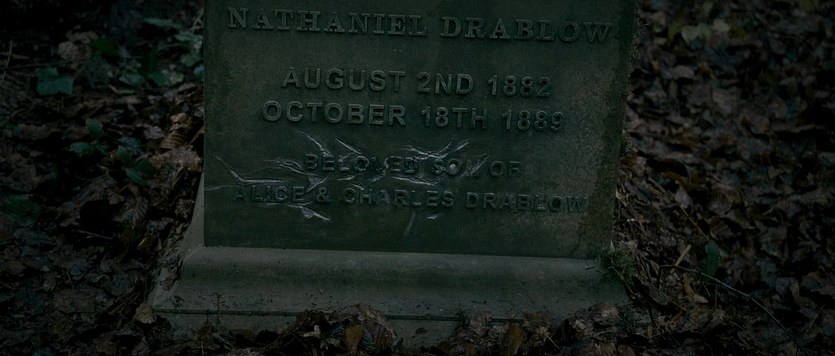 NATHANIEL DRABLOW
AUGUST 2ND 1882
OCTOBER 18TH 1889
BELOVED SON OF
ALICE & CHARLES DRABLOW